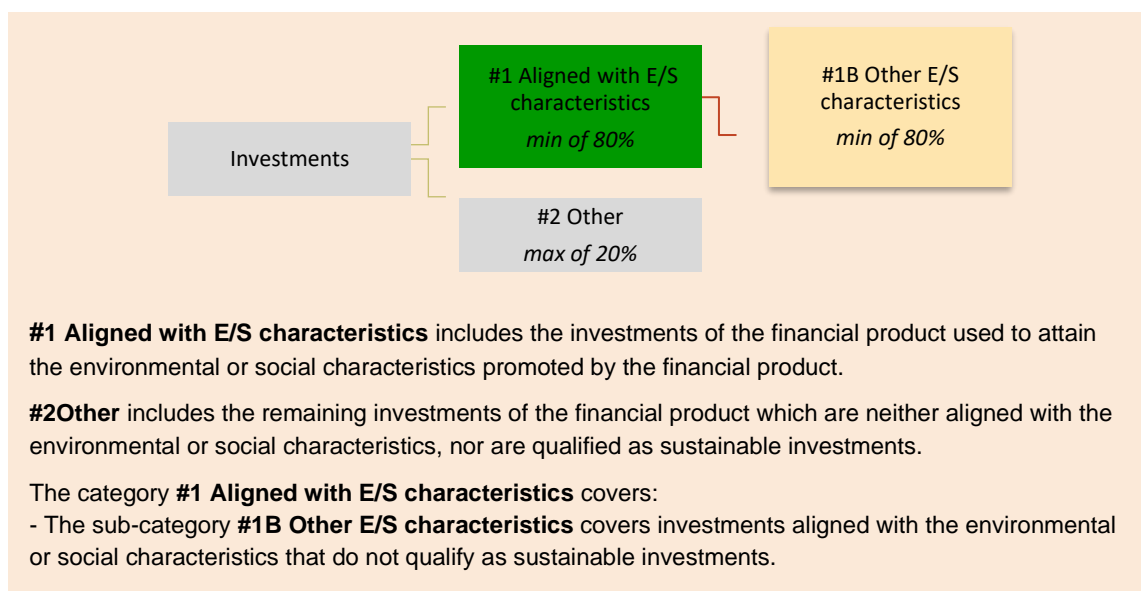 #1 Aligned with E/S
characteristics
min of 80%
#1B Other E/S
characteristics
min of 80%
Investments
#2 Other
max of 20%
#1 Aligned with E/S characteristics includes the investments of the financial product used to attain
the environmental or social characteristics promoted by the financial product.
#2Other includes the remaining investments of the financial product which are neither aligned with the
environmental or social characteristics, nor are qualified as sustainable investments.
The category #1 Aligned with E/S characteristics covers:
- The sub-category #1B Other E/S characteristics covers investments aligned with the environmental
or social characteristics that do not qualify as sustainable investments.